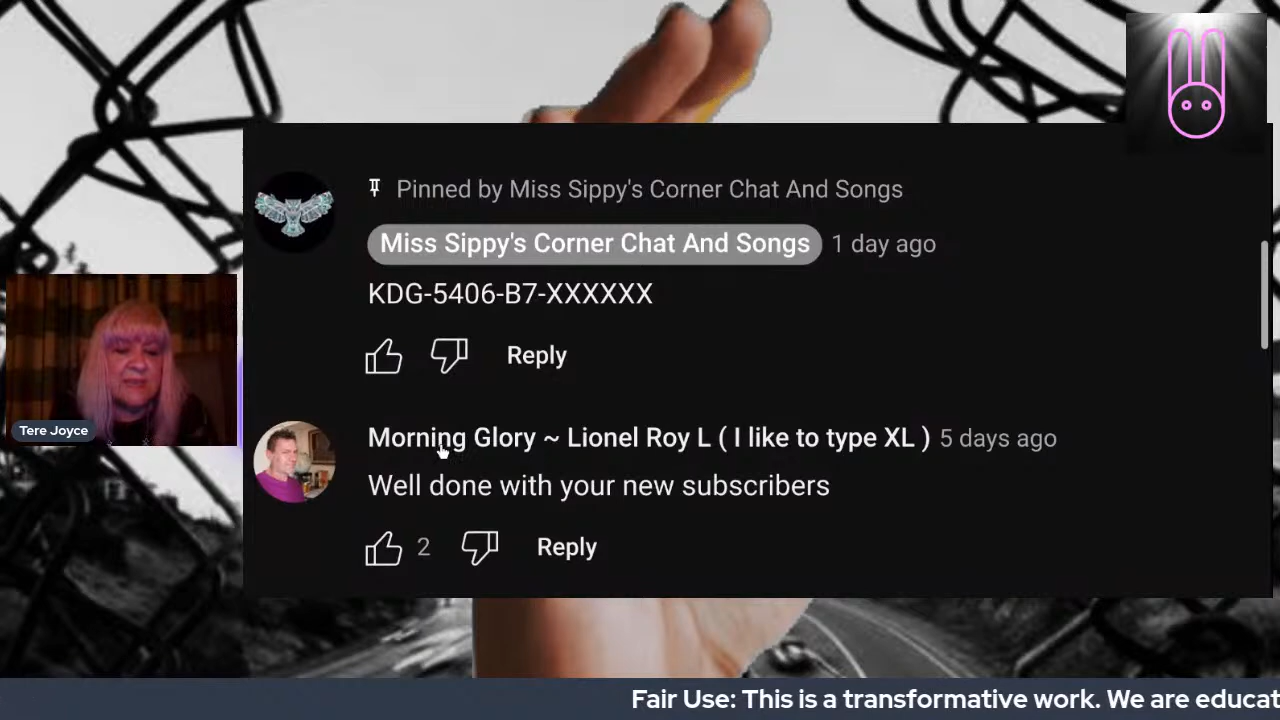 Pinned by Miss Sippy's Corner Chat And Songs
Miss Sippy's Corner Chat And Songs 1 day ago
KDG-5406-B7-XXXXXX
Reply
Morning Glory ~ Lionel Roy L ( I like to type XL ) 5 days ago
Well done with your new subscribers
2 Reply
Tere Joyce
Fair Use: This is a transformative work. We are educat